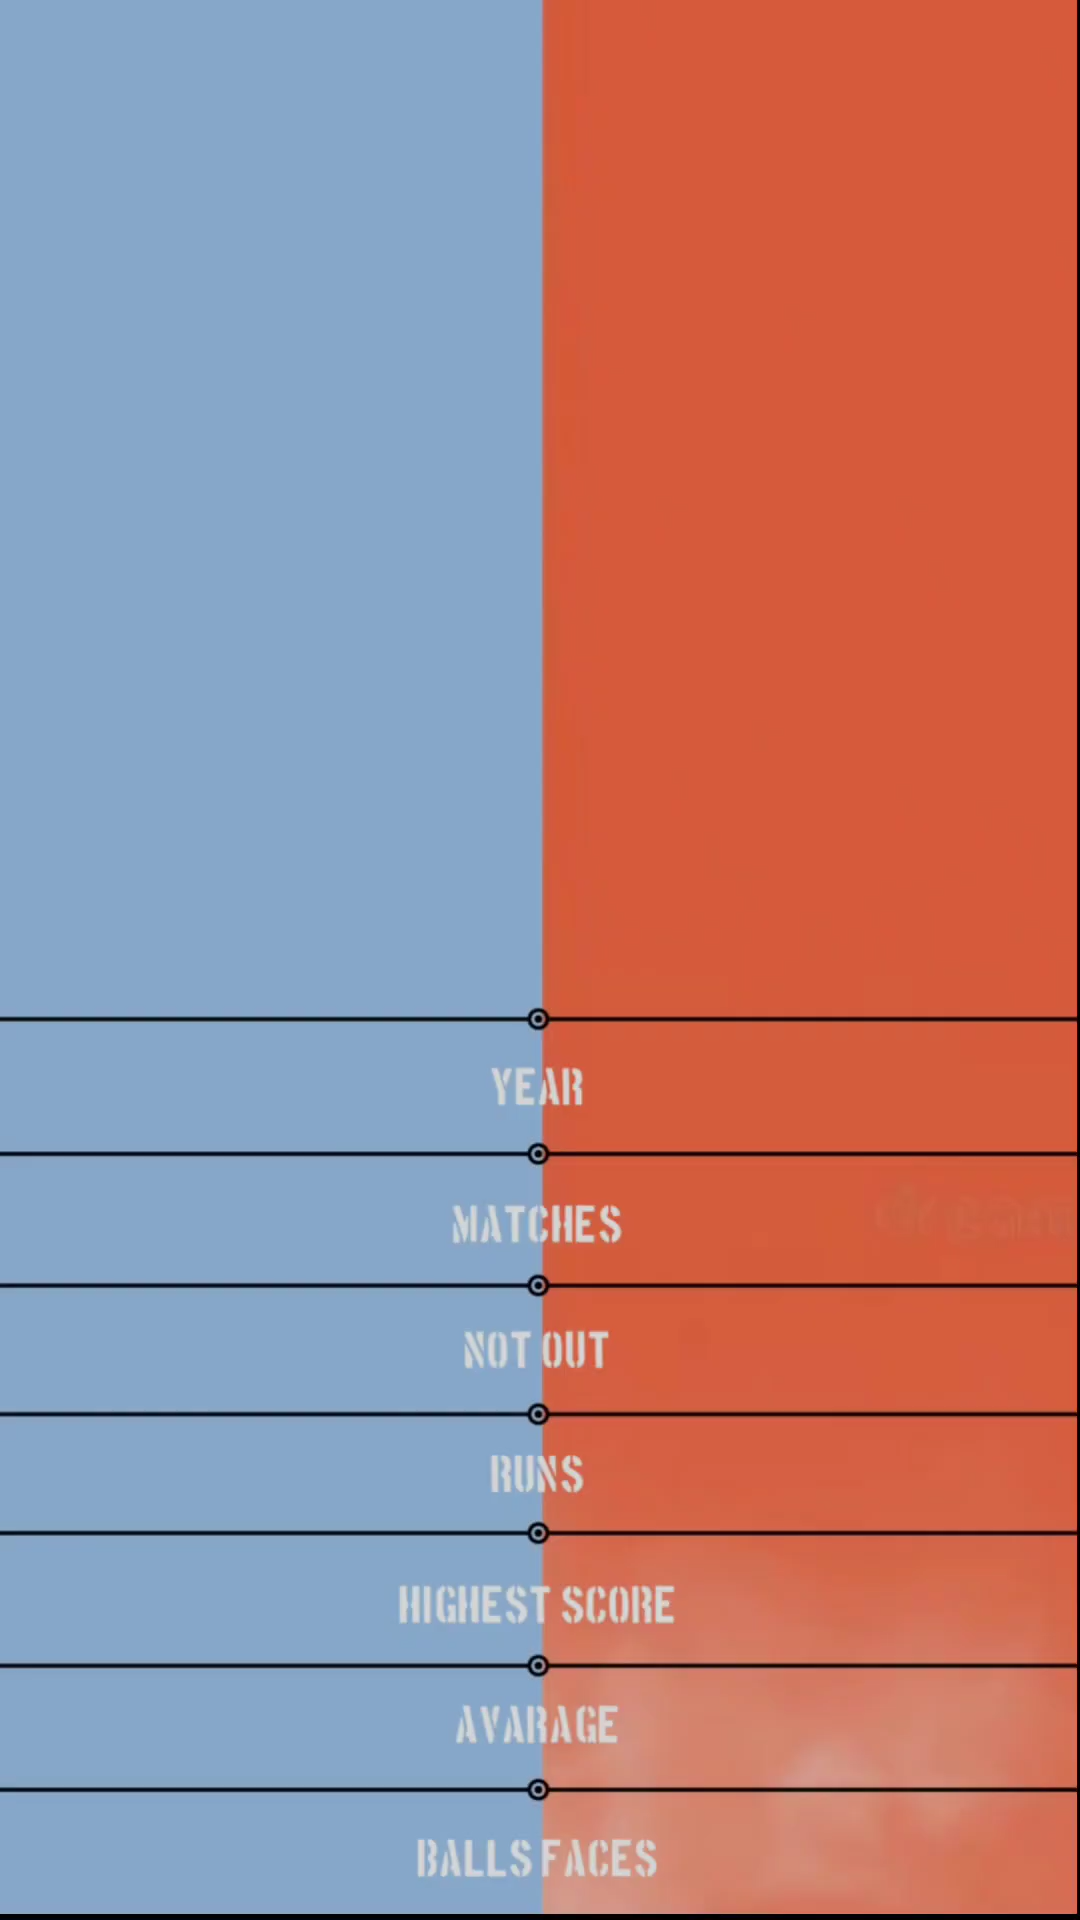 YEAR
MATCHES
NOT OUT
RUNS
HIGHEST SCORE
AVARAGE
BALLS FACES